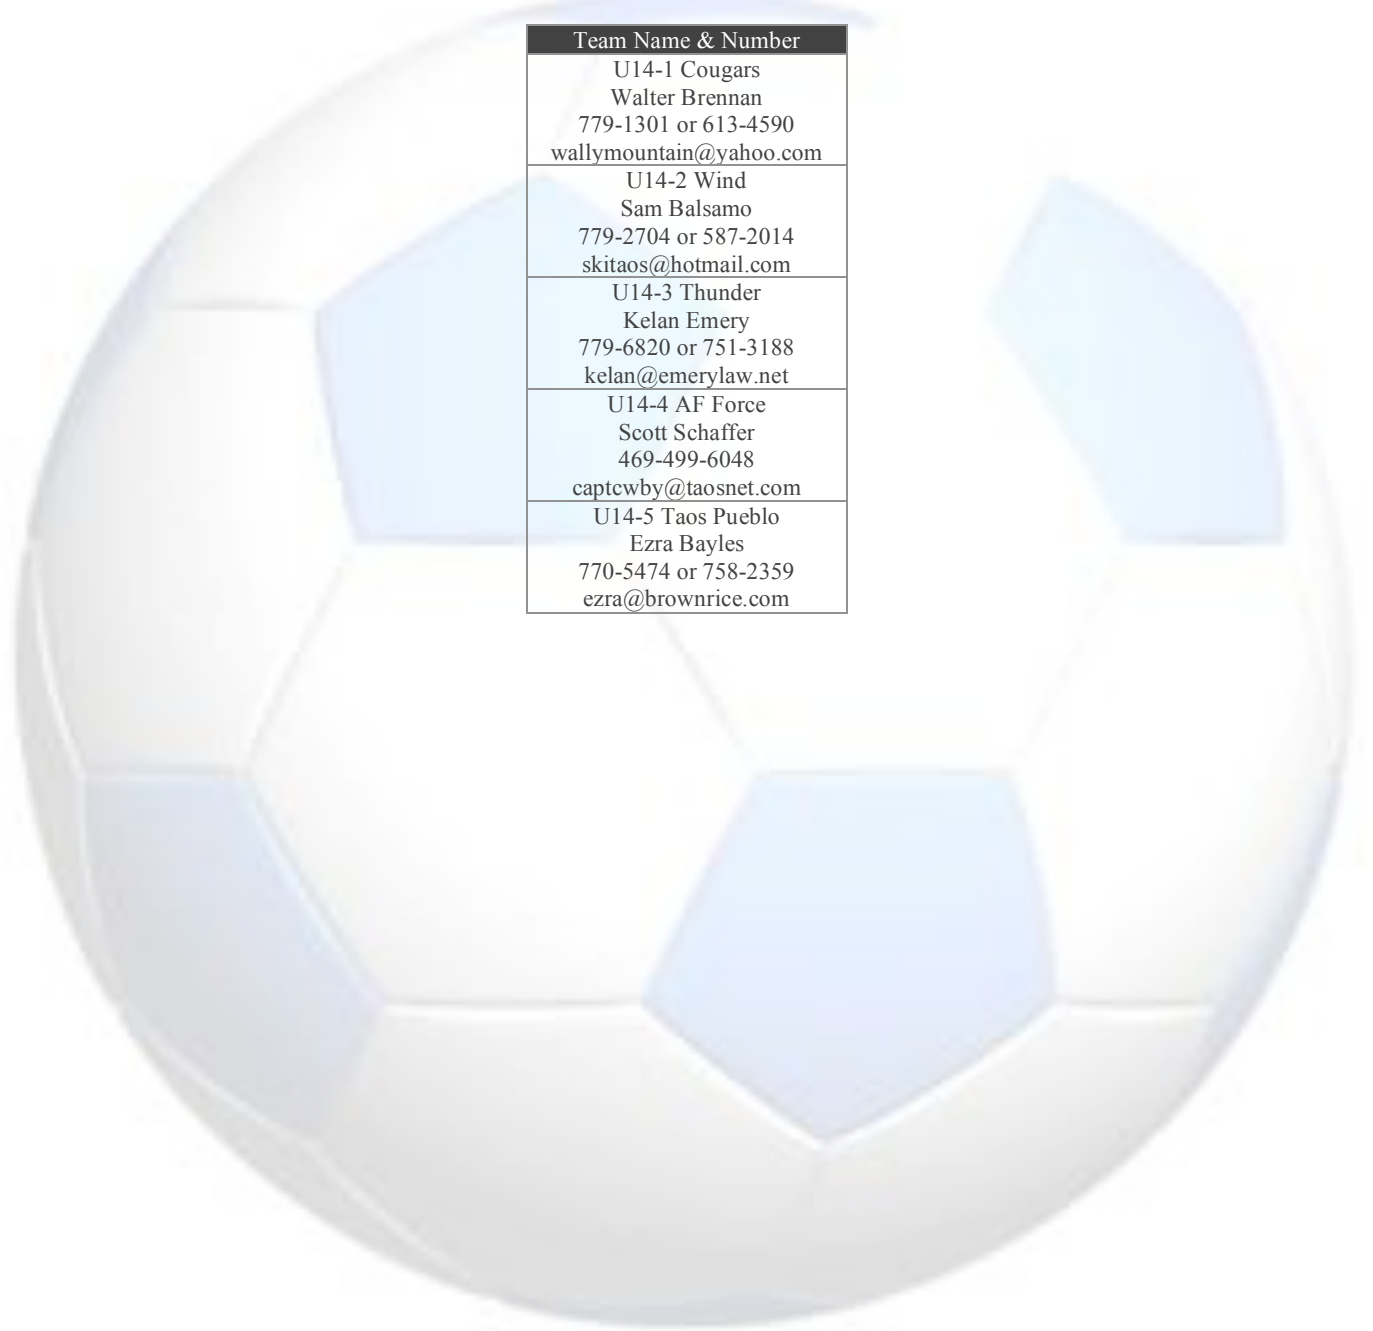 Team Name & Number
U14-1 Cougars
Walter Brennan
779-1301 or 613-4590
wallymountain@yahoo.com
U14-2 Wind
Sam Balsamo
779-2704 or 587-2014
skitaos@hotmail.com
U14-3 Thunder
Kelan Emery
779-6820 or 751-3188
kelan@emerylaw.net
U14-4 AF Force
Scott Schaffer
469-499-6048
captcwby@taosnet.com
U14-5 Taos Pueblo
Ezra Bayles
770-5474 or 758-2359
ezra@brownrice.com